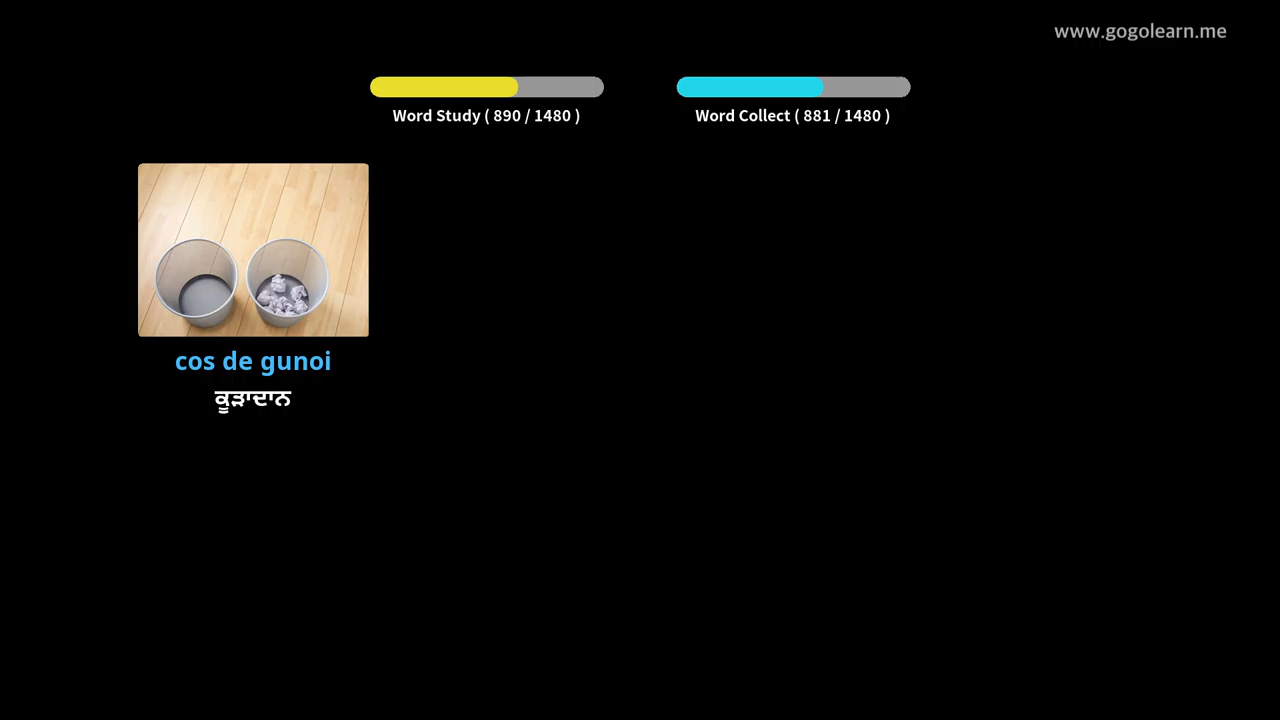 www.gogolearn.me
Word Study ( 890 / 1480 )
Word Collect ( 881 / 1480 )
cos de gunoi
ਕੂੜਾਦਾਨ